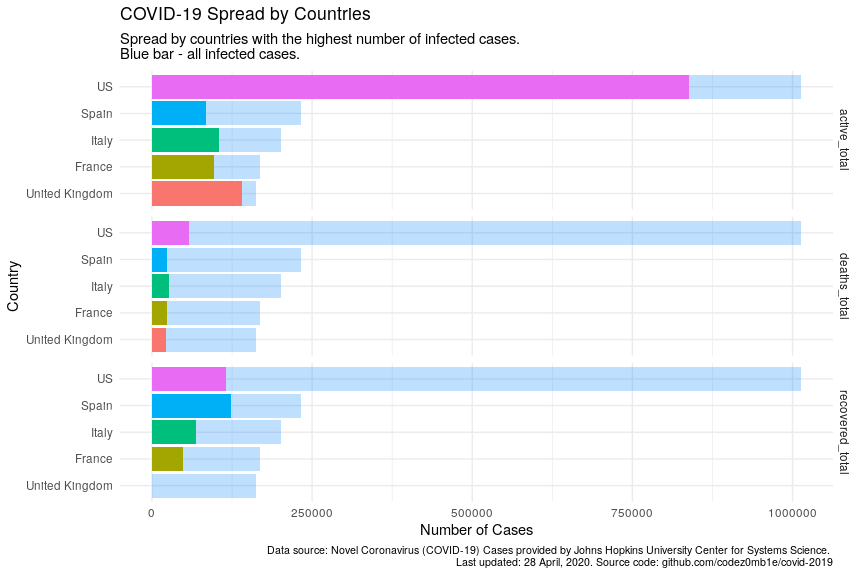 COVID-19 Spread by Countries
Spread by countries with the highest number of infected cases.
Blue bar - all infected cases.
US
Spain
Italy
France
United Kingdom
active_total
US
Spain
Italy
France
United Kingdom
deaths_total
US
Spain
Italy
France
United Kingdom
recovered_total
Country
0 250000 500000 750000 1000000
Number of Cases
Data source: Novel Coronavirus (COVID-19) Cases provided by Johns Hopkins University Center for Systems Science.
Last updated: 28 April, 2020. Source code: github.com/codez0mb1e/covid-2019